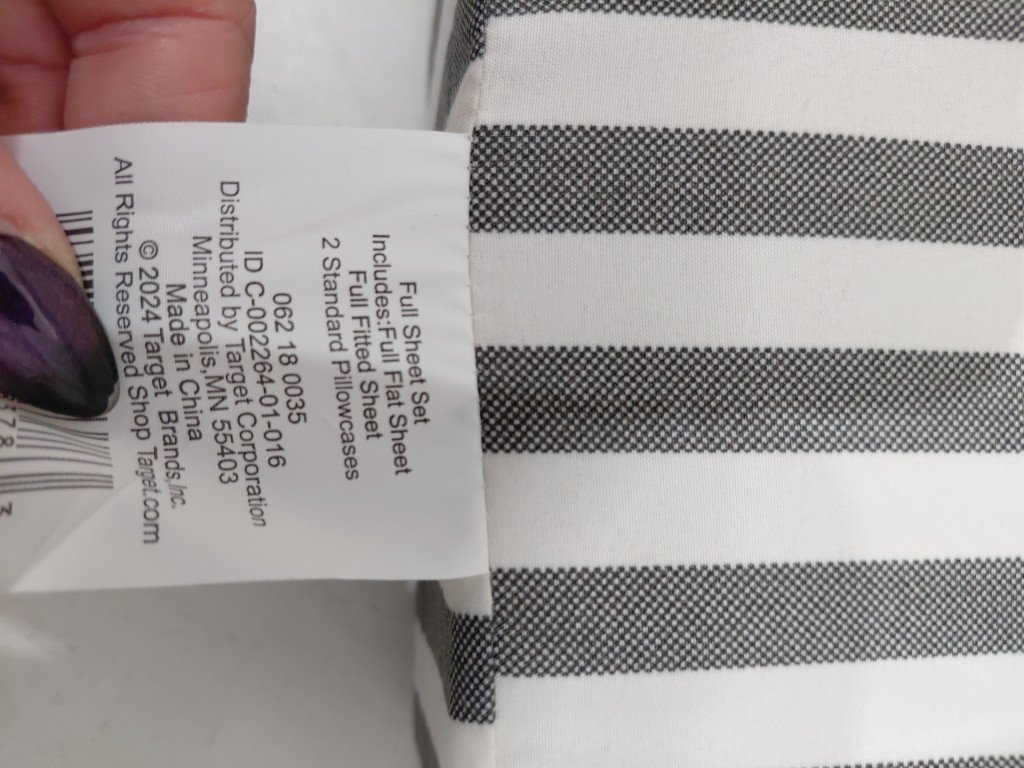 Full Sheet Set
Includes:Full Flat Sheet
Full Fitted Sheet
2 Standard Pillowcases
062 18 0035
ID C-002264-01-016
Distributed by Target Corporation
Minneapolis,MN 55403
Made in China
© 2024 Target Brands,Inc.
All Rights Reserved Shop Target.com
78 3